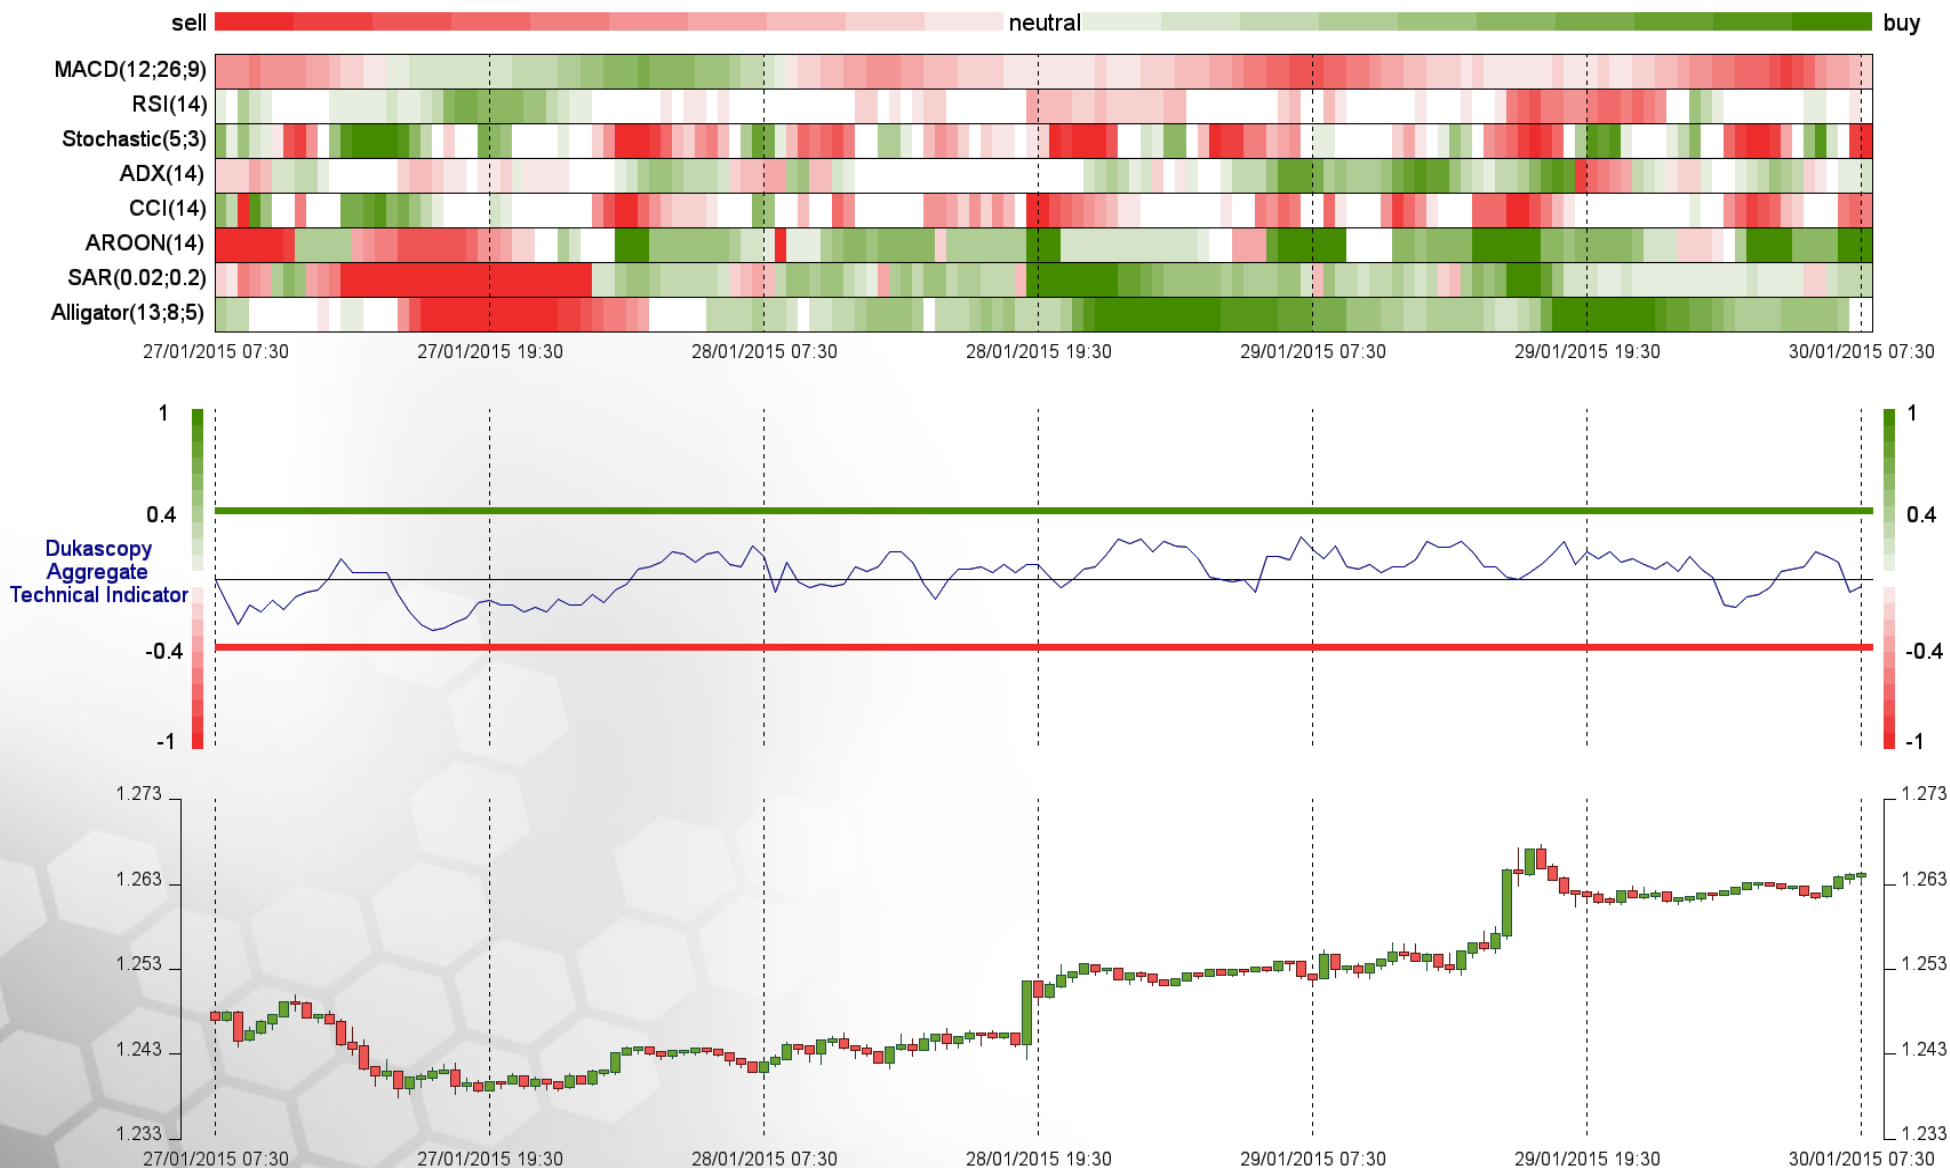 sell neutral buy
MACD(12;26;9)
RSI(14)
Stochastic(5;3)
ADX(14)
CCI(14)
AROON(14)
SAR(0.02;0.2)
Alligator(13;8;5)
27/01/2015 07:30 27/01/2015 19:30 28/01/2015 07:30 28/01/2015 19:30 29/01/2015 07:30 29/01/2015 19:30 30/01/2015 07:30
1 1
0.4 0.4
Dukascopy
Aggregate
Technical Indicator
-0.4 -0.4
-1 -1
1.273 1.273
1.263 1.263
1.253 1.253
1.243 1.243
1.233 1.233
27/01/2015 07:30 27/01/2015 19:30 28/01/2015 07:30 28/01/2015 19:30 29/01/2015 07:30 29/01/2015 19:30 30/01/2015 07:30